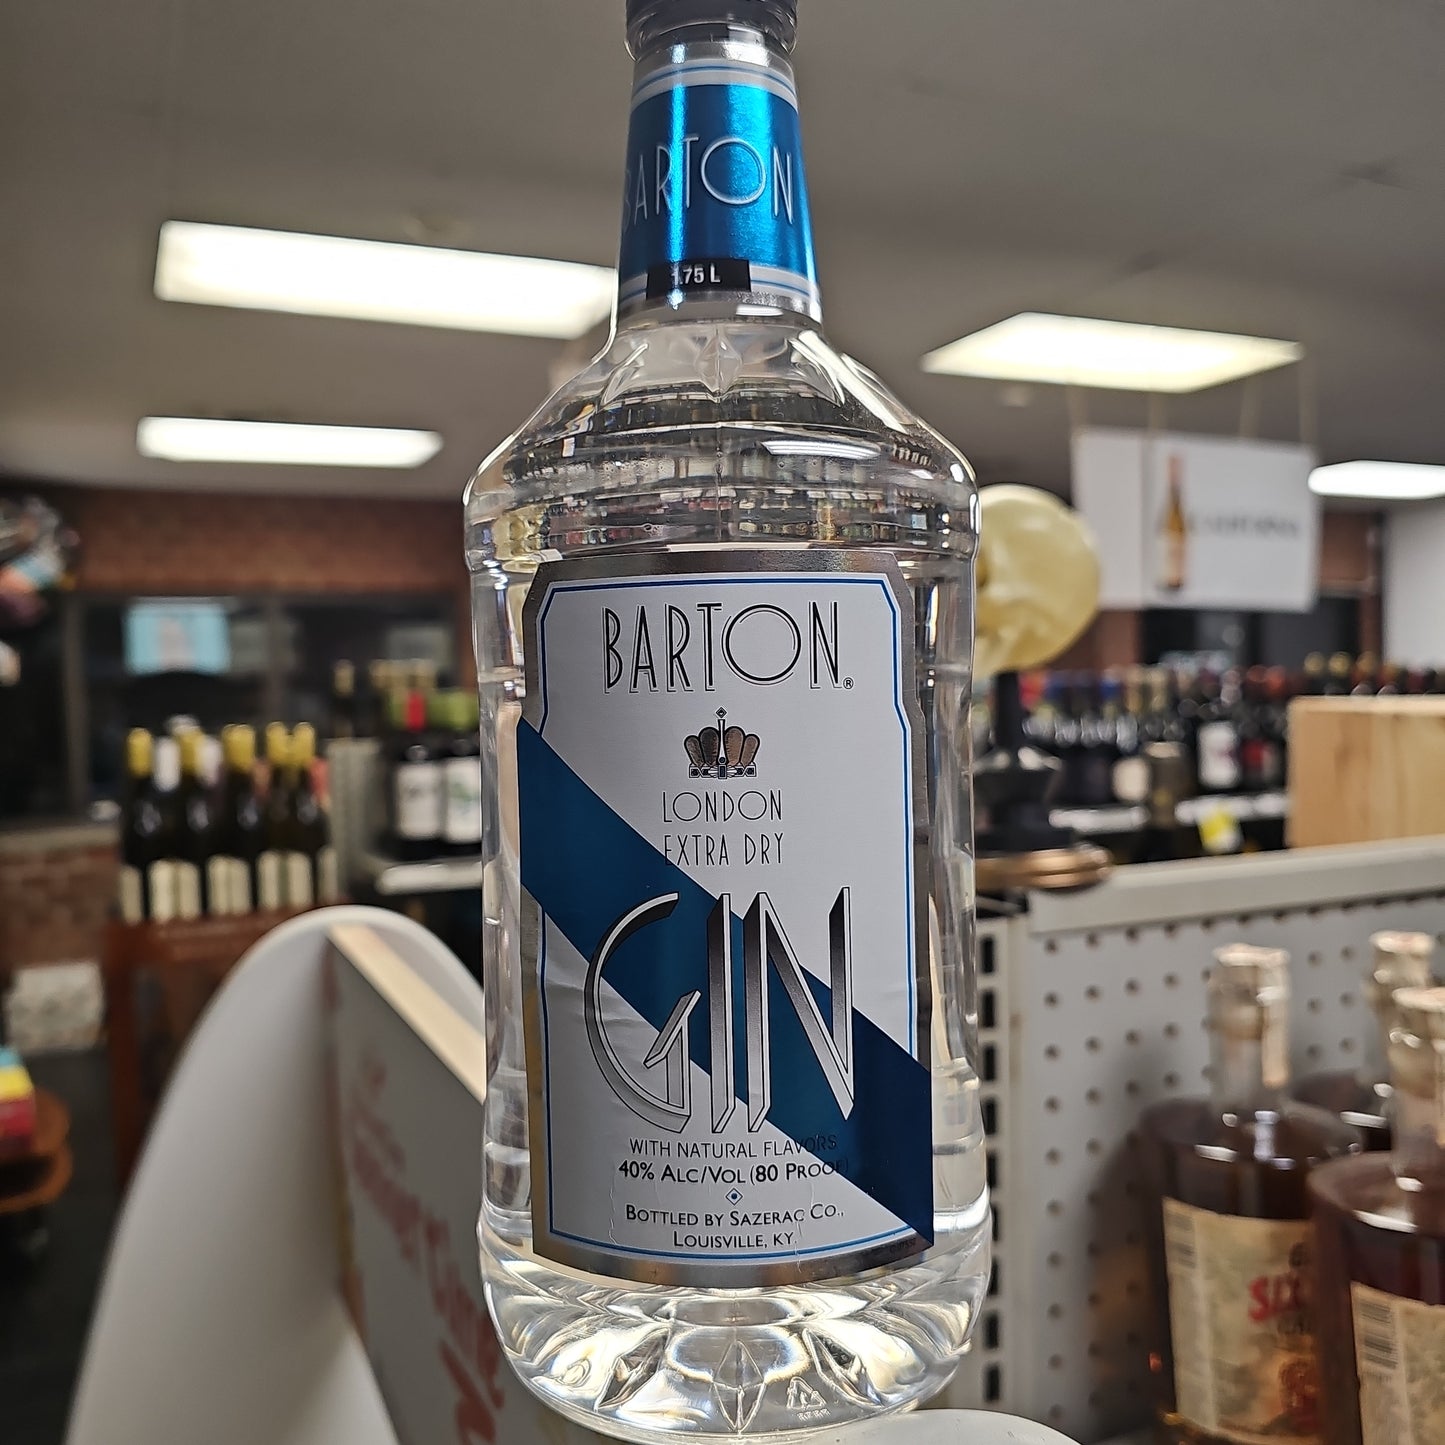 BARTON
1.75 L
BARTON®
LONDON
EXTRA DRY
GIN
WITH NATURAL FLAVORS
40% ALC/VOL (80 PROOF)
BOTTLED BY SAZERAC CO.,
LOUISVILLE, KY.